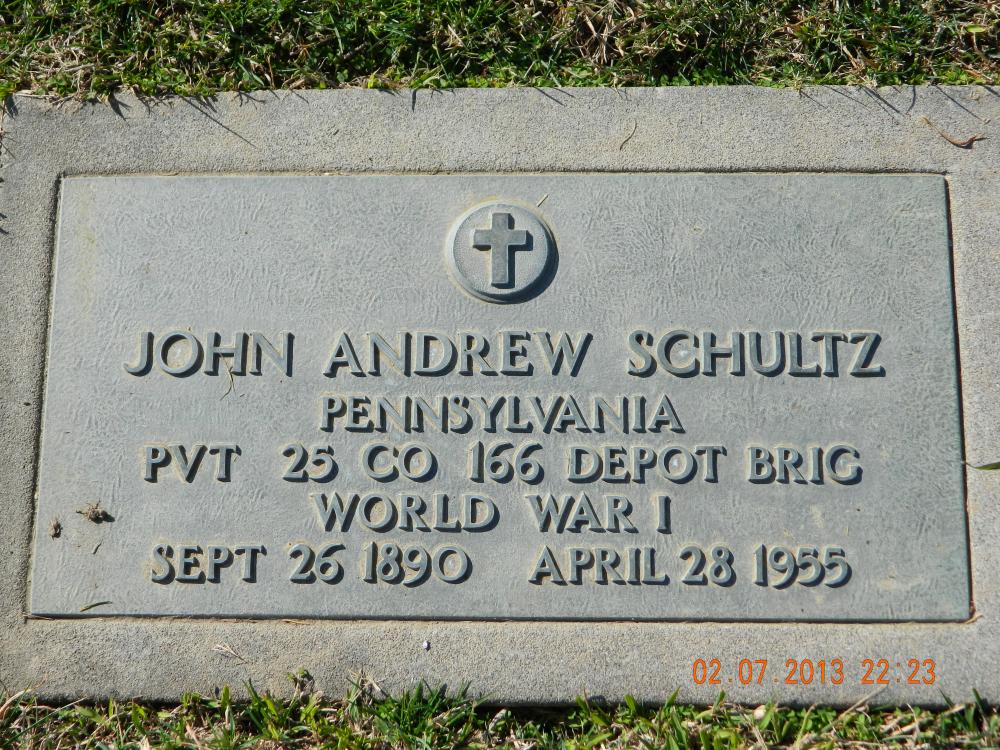 JOHN ANDREW SCHULTZ
PENNSYLVANIA
PVT 25 CO 166 DEPOT BRIG
WORLD WAR I
SEPT 26 1890 APRIL 28 1955
02.07.2013 22:23